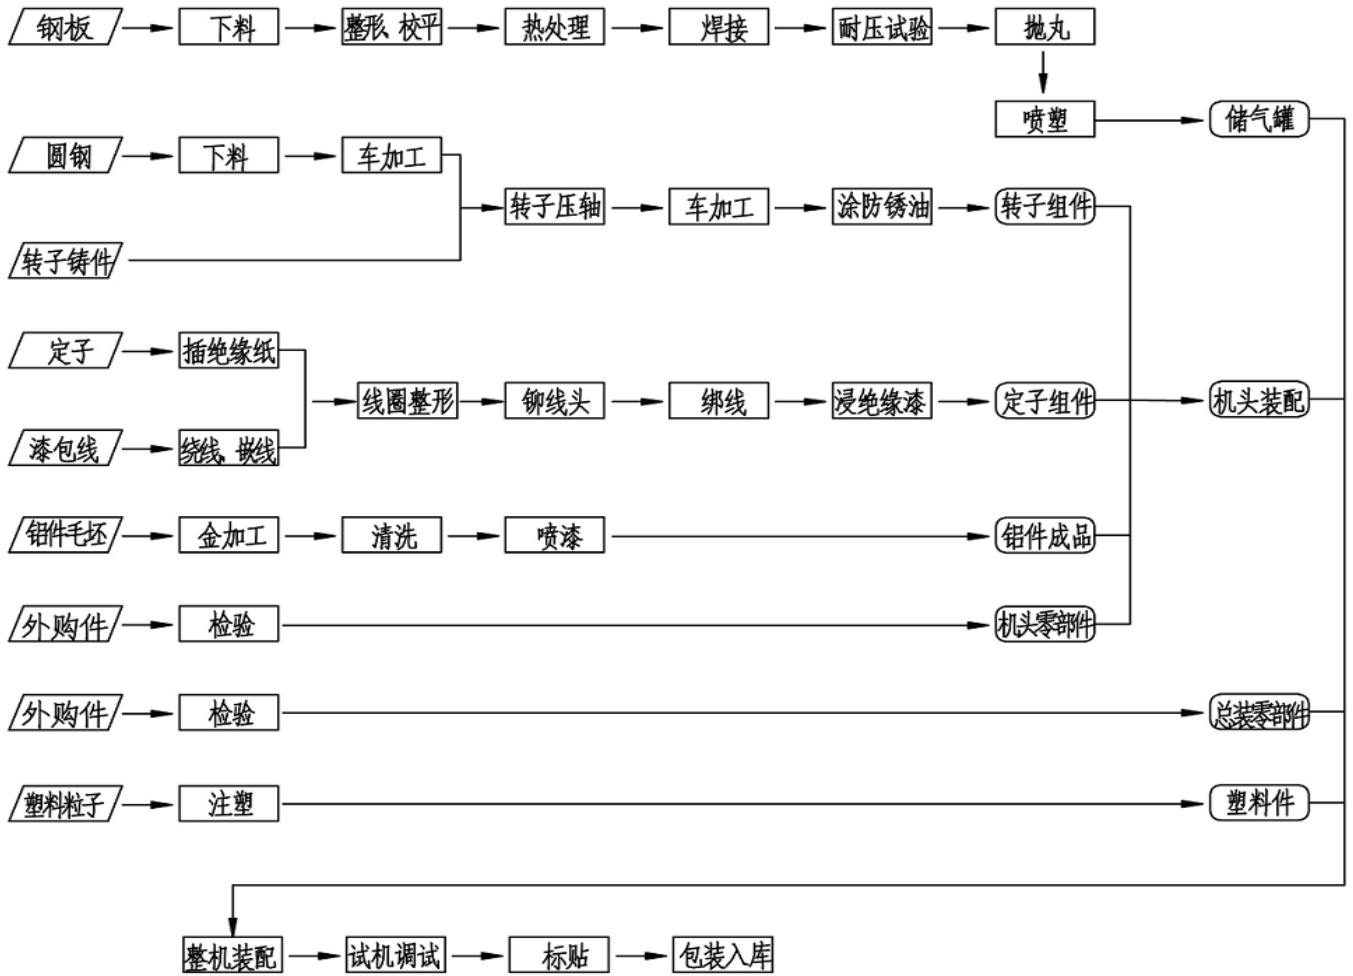 钢板 下料 整形、校平 热处理 焊接 耐压试验 抛丸
喷塑 储气罐
圆钢 下料 车加工
转子压轴 车加工 涂防锈油 转子组件
转子铸件
定子 插绝缘纸
线圈整形 铆线头 绑线 浸绝缘漆 定子组件 机头装配
漆包线 绕线、嵌线
铝件毛坯 金加工 清洗 喷漆 铝件成品
外购件 检验 机头零部件
外购件 检验 总装零部件
塑料粒子 注塑 塑料件
整机装配 试机调试 标贴 包装入库